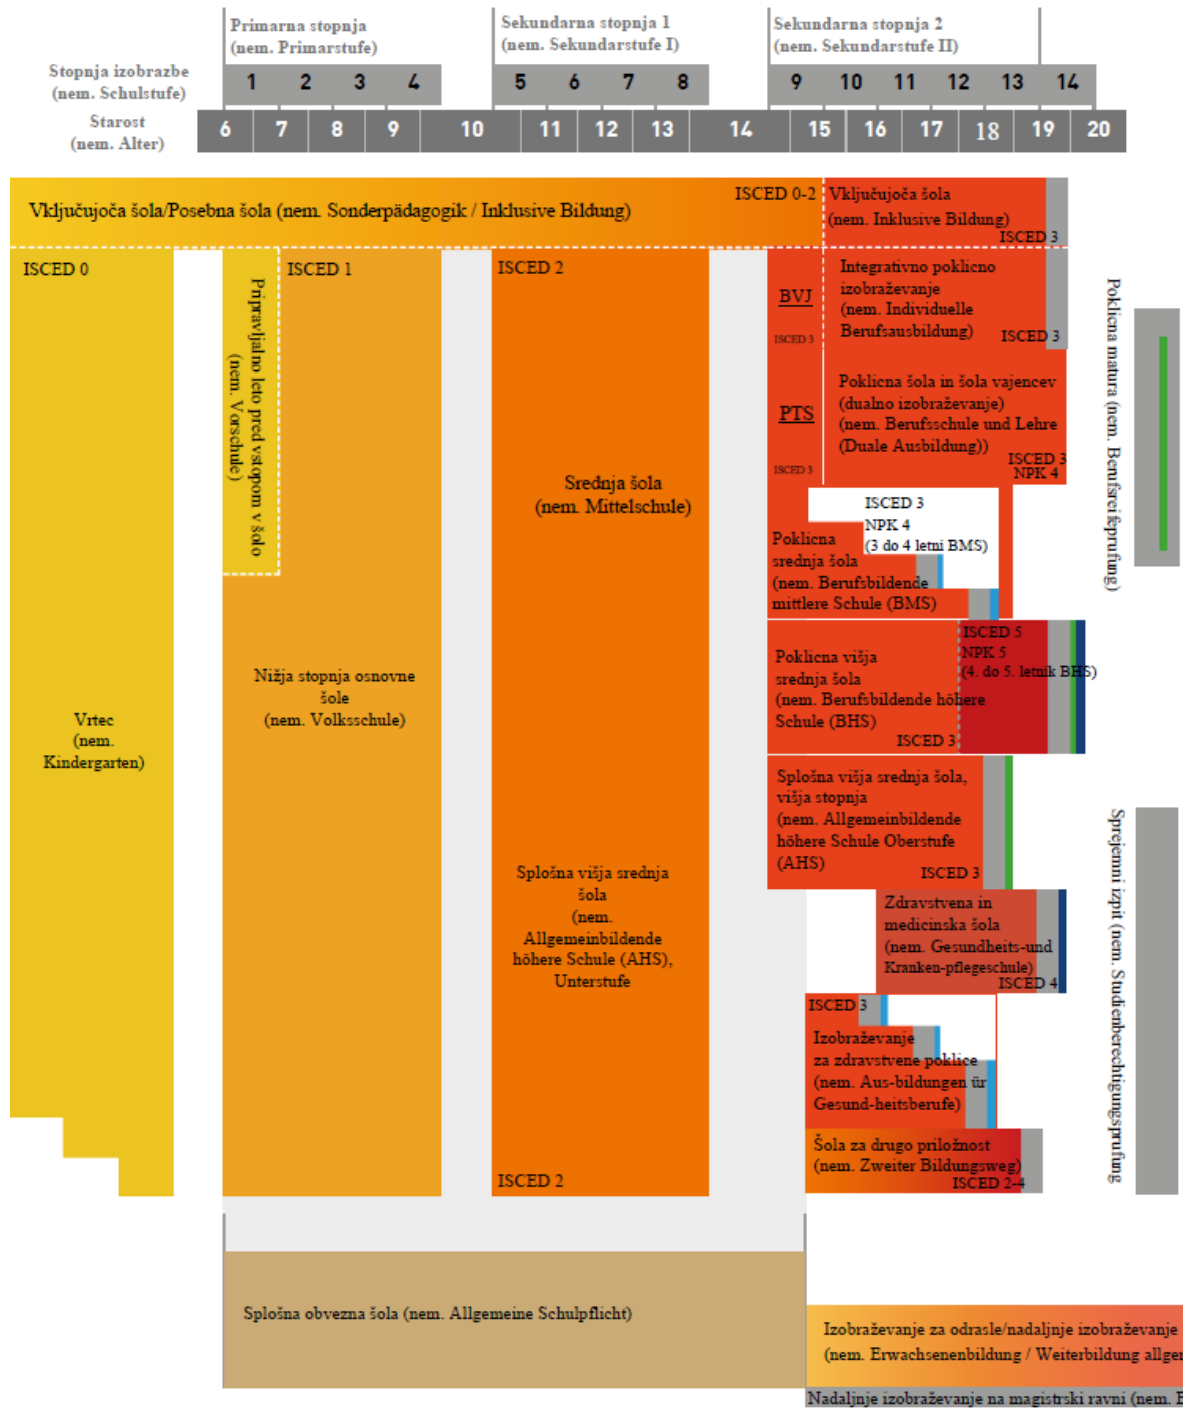 Primarna stopnja
(nem. Primarstufe)
Sekundarna stopnja 1
(nem. Sekundarstufe I)
Sekundarna stopnja 2
(nem. Sekundarstufe II)
Stopnja izobrazbe
(nem. Schulstufe)
1 2 3 4 5 6 7 8 9 10 11 12 13 14
Starost
(nem. Alter)
6 7 8 9 10 11 12 13 14 15 16 17 18 19 20
Vključujoča šola/Posebna šola (nem. Sonderpädagogik / Inklusive Bildung)
ISCED 0-2
Vključujoča šola
(nem. Inklusive Bildung)
ISCED 3
ISCED 0
Vrtec
(nem.
Kindergarten)
Pripravljalno leto pred vstopom v šolo
(nem. Vorschule)
ISCED 1
Nižja stopnja osnovne
šole
(nem. Volksschule)
ISCED 2
Srednja šola
(nem. Mittelschule)
Splošna višja srednja
šola
(nem.
Allgemeinbildende
höhere Schule (AHS),
Unterstufe
ISCED 2
BVJ
ISCED 3
Integrativno poklicno
izobraževanje
(nem. Individuelle
Berufsausbildung)
ISCED 3
PTS
ISCED 3
Poklicna šola in šola vajencev
(dualno izobraževanje)
(nem. Berufsschule und Lehre
(Duale Ausbildung))
ISCED 3
NPK 4
ISCED 3
NPK 4
(3 do 4 letni BMS)
Poklicna
srednja šola
(nem. Berufsbildende
mittlere Schule (BMS)
Poklicna višja
srednja šola
(nem. Berufsbildende höhere
Schule (BHS)
ISCED 3
ISCED 5
NPK 5
(4. do 5. letnik BHS)
Splošna višja srednja šola,
višja stopnja
(nem. Allgemeinbildende
höhere Schule Oberstufe
(AHS)
ISCED 3
Zdravstvena in
medicinska šola
(nem. Gesundheits-und
Kranken-pflegeschule)
ISCED 4
ISCED 3
Izobraževanje
za zdravstvene poklice
(nem. Aus-bildungen ür
Gesund-heitsberufe)
Šola za drugo priložnost
(nem. Zweiter Bildungsweg)
ISCED 2-4
Poklicna matura (nem. Berufsreifeprufung)
Sprejemni izpit (nem. Studienberechtigungsprufung
Splošna obvezna šola (nem. Allgemeine Schulpflicht)
Izobraževanje za odrasle/nadaljnje izobraževanje
(nem. Erwachsenenbildung / Weiterbildung
Nadaljnje izobraževanje na magistrski ravni (nem.